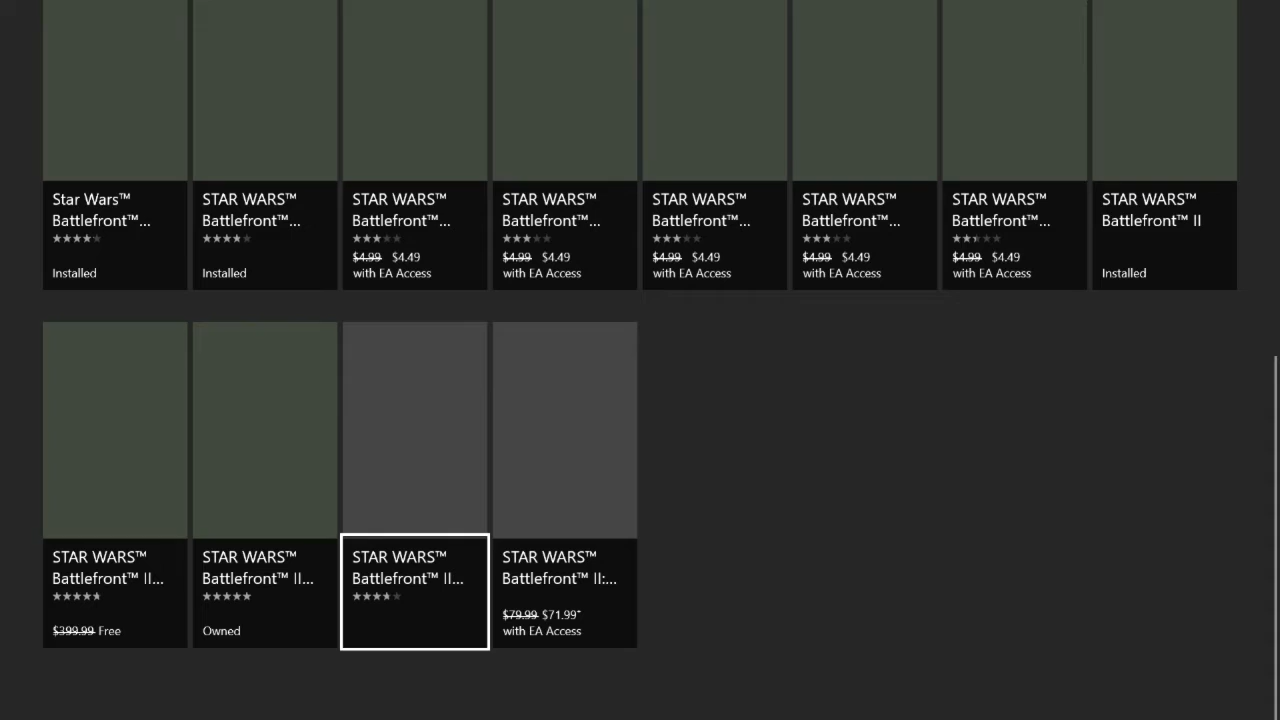 Star Wars™
Battlefront™...
Installed
STAR WARS™
Battlefront™...
Installed
STAR WARS™
Battlefront™...
$4.99 $4.49
with EA Access
STAR WARS™
Battlefront™...
$4.99 $4.49
with EA Access
STAR WARS™
Battlefront™...
$4.99 $4.49
with EA Access
STAR WARS™
Battlefront™...
$4.99 $4.49
with EA Access
STAR WARS™
Battlefront™...
$4.99 $4.49
with EA Access
STAR WARS™
Battlefront™ II
Installed
STAR WARS™
Battlefront™ II...
$399.99 Free
STAR WARS™
Battlefront™ II...
Owned
STAR WARS™
Battlefront™ II...
STAR WARS™
Battlefront™ II:...
$79.99 $71.99+
with EA Access